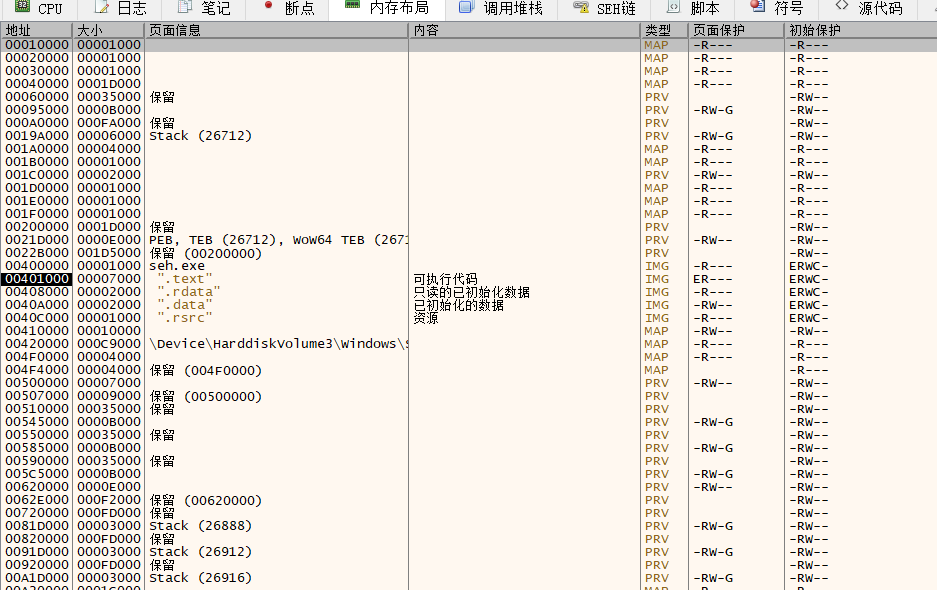 CPU 日志 笔记 断点 内存布局 调用堆栈 SEH链 脚本 符号 源代码
地址 大小 页面信息 内容 类型 页面保护 初始保护
00010000 00001000 MAP -R--- -R---
00020000 00001000 MAP -R--- -R---
00030000 00001000 MAP -R--- -R---
00040000 0001D000 MAP -R--- -R---
00060000 00035000 保留 PRV -RW--
00095000 0000B000 PRV -RW-G -RW--
000A0000 000FA000 保留 PRV -RW--
0019A000 00006000 Stack (26712) PRV -RW-G -RW--
001A0000 00004000 MAP -R--- -R---
001B0000 00001000 MAP -R--- -R---
001C0000 00002000 PRV -RW-- -RW--
001D0000 00001000 MAP -R--- -R---
001E0000 00001000 MAP -R--- -R---
001F0000 00001000 MAP -R--- -R---
00200000 0001D000 保留 PRV -RW--
0021D000 0000E000 PEB, TEB (26712), WoW64 TEB (267 PRV -RW-- -RW--
0022B000 001D5000 保留 (00200000) PRV -RW--
00400000 00001000 seh.exe IMG -R--- ERWC-
00401000 00007000 ".text" 可执行代码 IMG ER--- ERWC-
00408000 00002000 ".rdata" 只读的已初始化数据 IMG -R--- ERWC-
0040A000 00002000 ".data" 已初始化的数据 IMG -RW-- ERWC-
0040C000 00001000 ".rsrc" 资源 IMG -R--- ERWC-
00410000 00010000 MAP -RW-- -RW--
00420000 000C9000 \Device\HarddiskVolume3\Windows\S MAP -R--- -R---
004F0000 00004000 MAP -R--- -R---
004F4000 00004000 保留 (004F0000) MAP -R---
00500000 00007000 PRV -RW-- -RW--
00507000 00009000 保留 (00500000) PRV -RW--
00510000 00035000 保留 PRV -RW--
00545000 0000B000 PRV -RW-G -RW--
00550000 00035000 保留 PRV -RW--
00585000 0000B000 PRV -RW-G -RW--
00590000 00035000 保留 PRV -RW--
005C5000 0000B000 PRV -RW-G -RW--
00620000 0000E000 PRV -RW-- -RW--
0062E000 000F2000 保留 (00620000) PRV -RW--
00720000 000FD000 保留 PRV -RW--
0081D000 00003000 Stack (26888) PRV -RW-G -RW--
00820000 000FD000 保留 PRV -RW--
0091D000 00003000 Stack (26912) PRV -RW-G -RW--
00920000 000FD000 保留 PRV -RW--
00A1D000 00003000 Stack (26916) PRV -RW-G -RW--